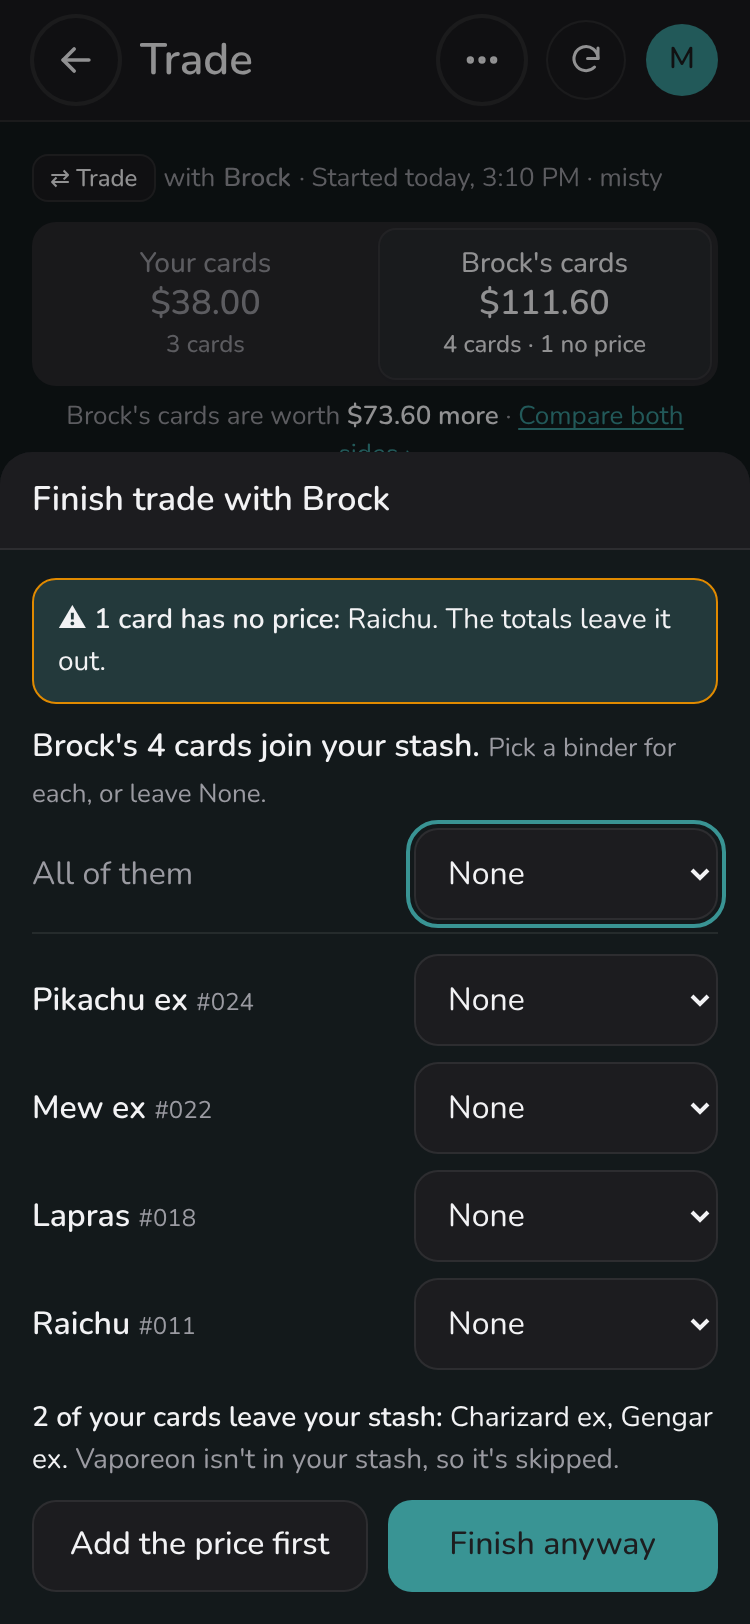 ← Trade ••• M
⇄ Trade with Brock · Started today, 3:10 PM · misty
Your cards
$38.00
3 cards
Brock's cards
$111.60
4 cards · 1 no price
Brock's cards are worth $73.60 more · Compare both
sides ›
Finish trade with Brock
⚠ 1 card has no price: Raichu. The totals leave it
out.
Brock's 4 cards join your stash. Pick a binder for
each, or leave None.
All of them None
Pikachu ex #024 None
Mew ex #022 None
Lapras #018 None
Raichu #011 None
2 of your cards leave your stash: Charizard ex, Gengar
ex. Vaporeon isn't in your stash, so it's skipped.
Add the price first
Finish anyway